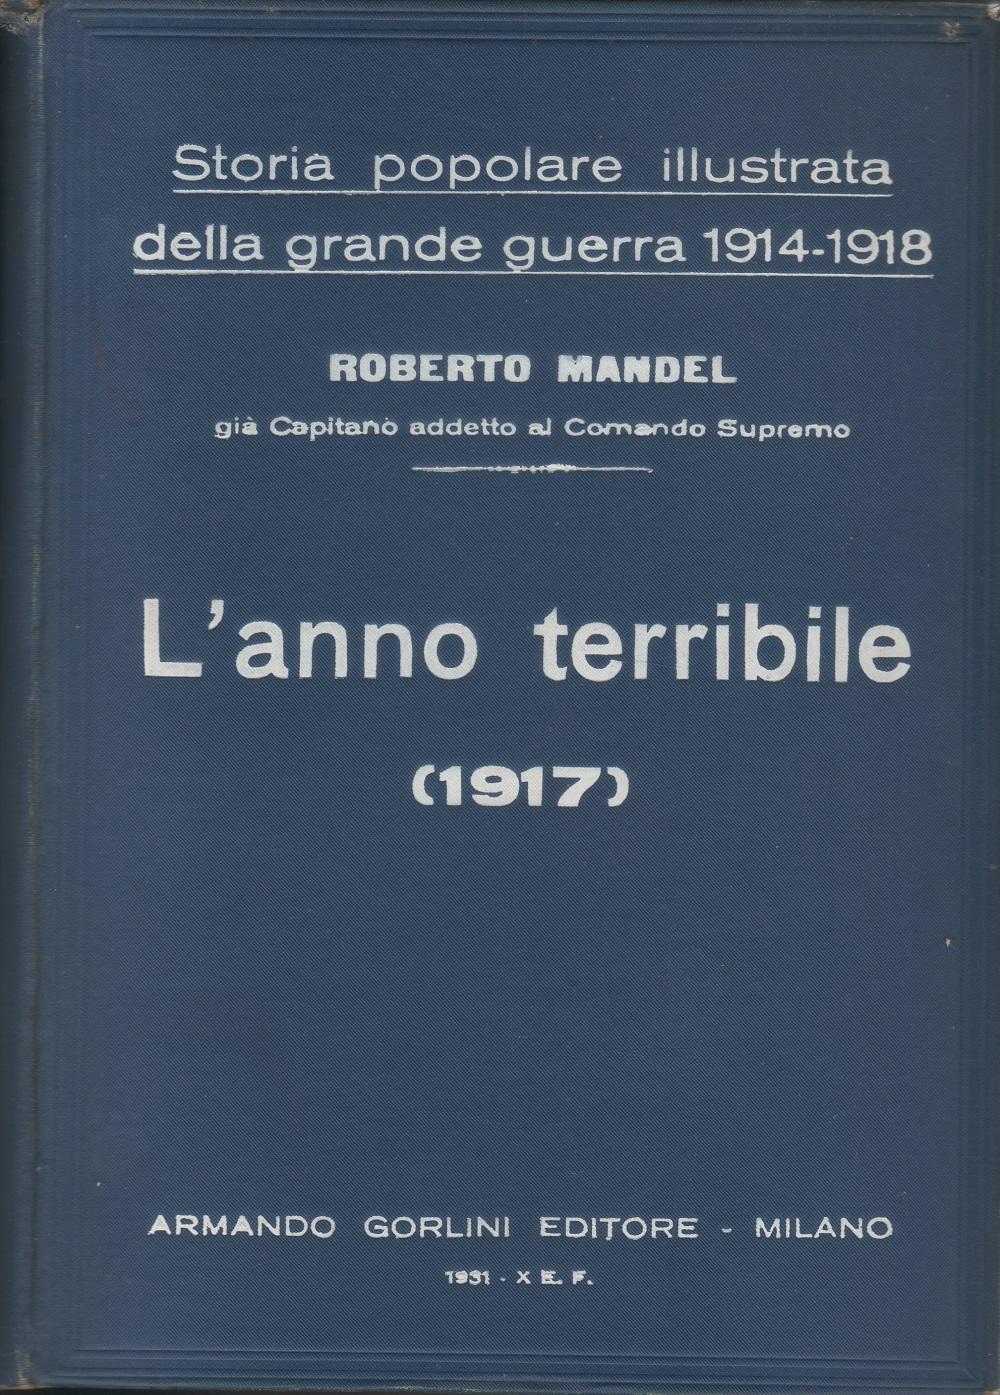 Storia popolare illustrata
della grande guerra 1914-1918
ROBERTO MANDEL
già Capitano addetto al Comando Supremo
L'anno terribile
(1917)
ARMANDO GORLINI EDITORE - MILANO
1931 - X E. F.